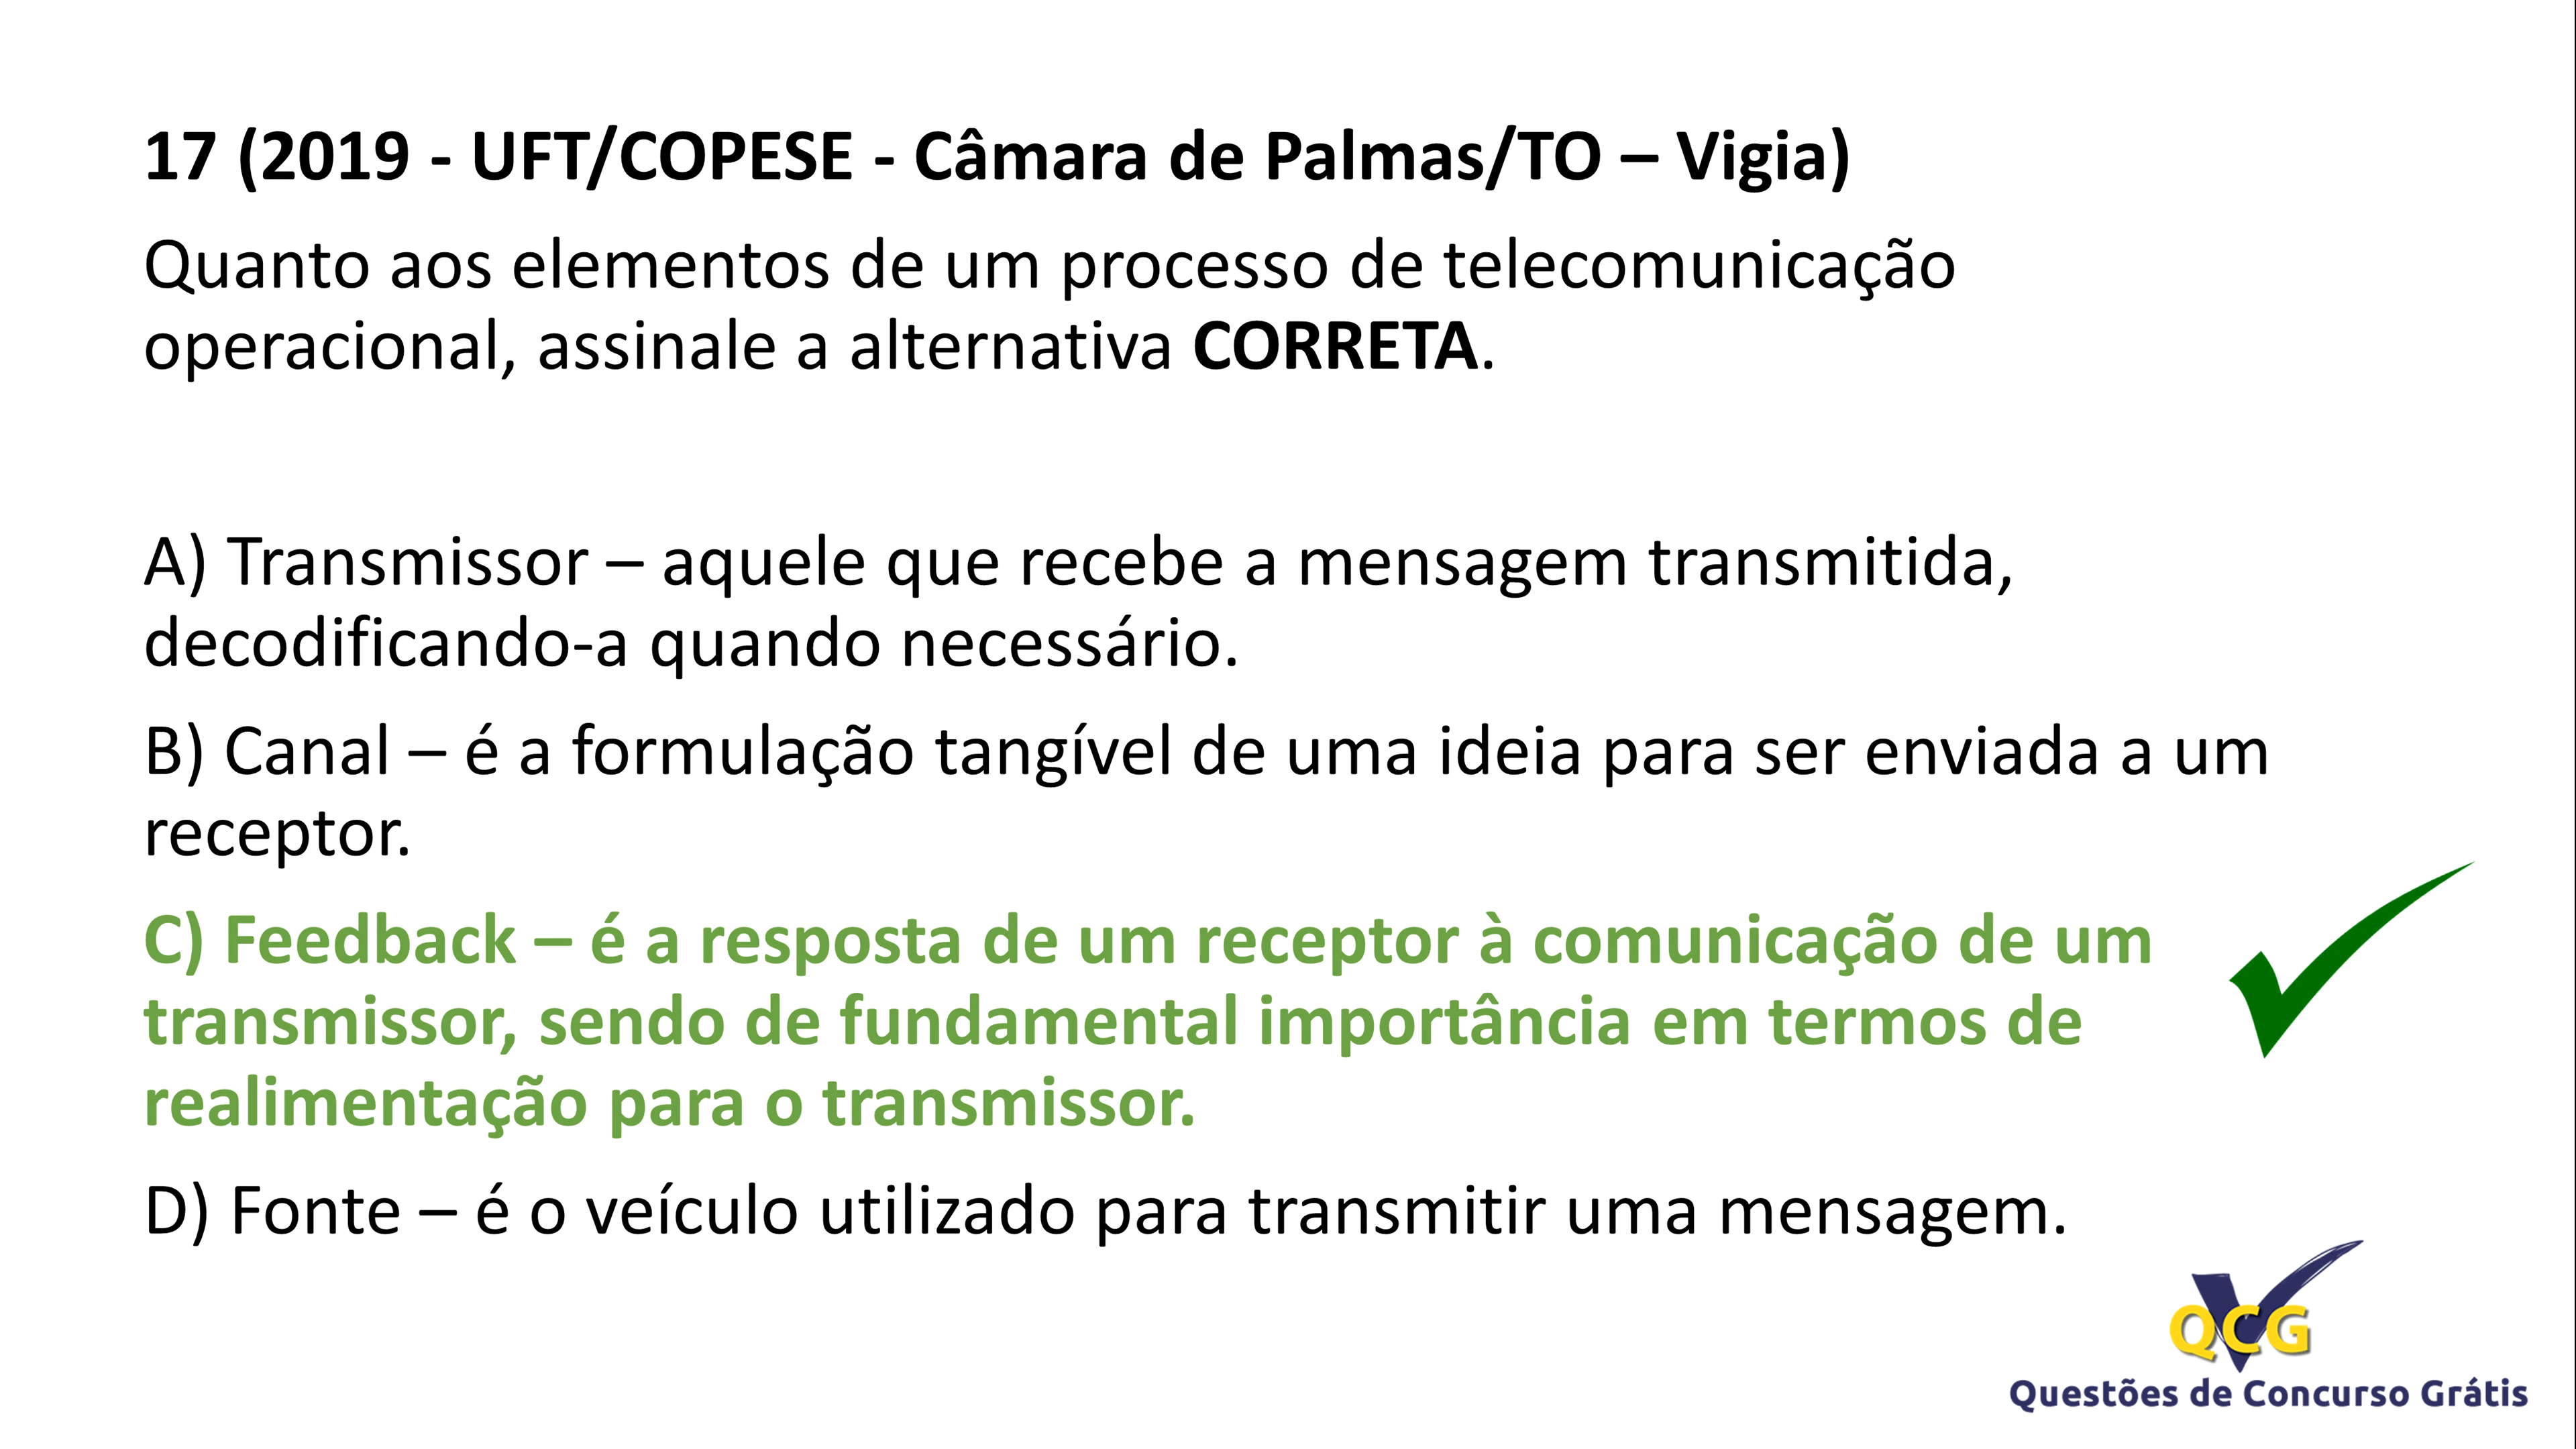 17 (2019 - UFT/COPESE - Câmara de Palmas/TO – Vigia)
Quanto aos elementos de um processo de telecomunicação
operacional, assinale a alternativa CORRETA.
A) Transmissor – aquele que recebe a mensagem transmitida,
decodificando-a quando necessário.
B) Canal – é a formulação tangível de uma ideia para ser enviada a um
receptor.
C) Feedback – é a resposta de um receptor à comunicação de um
transmissor, sendo de fundamental importância em termos de
realimentação para o transmissor.
D) Fonte – é o veículo utilizado para transmitir uma mensagem.
QCG
Questões de Concurso Grátis